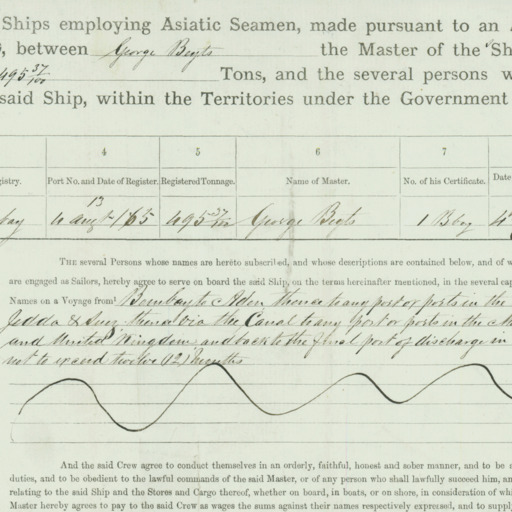 Ships employing Asiatic Seamen, made pursuant to an
, between George Beyts the Master of the Sh
495 37/100 Tons, and the several persons w
said Ship, within the Territories under the Government
4 5 6 7
gistry. Port No. and Date of Register. Registered Tonnage. Name of Master. No. of his Certificate. Date
bay 13 4 augt 1865 495 37/100 George Beyts 1 Bbay 4
THE several Persons whose names are hereto subscribed, and whose descriptions are contained below, and of w
are engaged as Sailors, hereby agree to serve on board the said Ship, on the terms hereinafter mentioned, in the several cap
Names on a Voyage from Bombay to Aden thence to any port or ports in the
Jedda & Suez thence via the Canal to any port or ports in the M
and United Kingdom and back to the final port of discharge in
not to exceed twelve (12) Months
And the said Crew agree to conduct themselves in an orderly, faithful, honest and sober manner, and to be
duties, and to be obedient to the lawful commands of the said Master, or of any person who shall lawfully succeed him, an
relating to the said Ship and the Stores and Cargo thereof, whether on board, in boats, or on shore, in consideration of wh
Master hereby agrees to pay to the said Crew as wages the sums against their names respectively expressed, and to supply